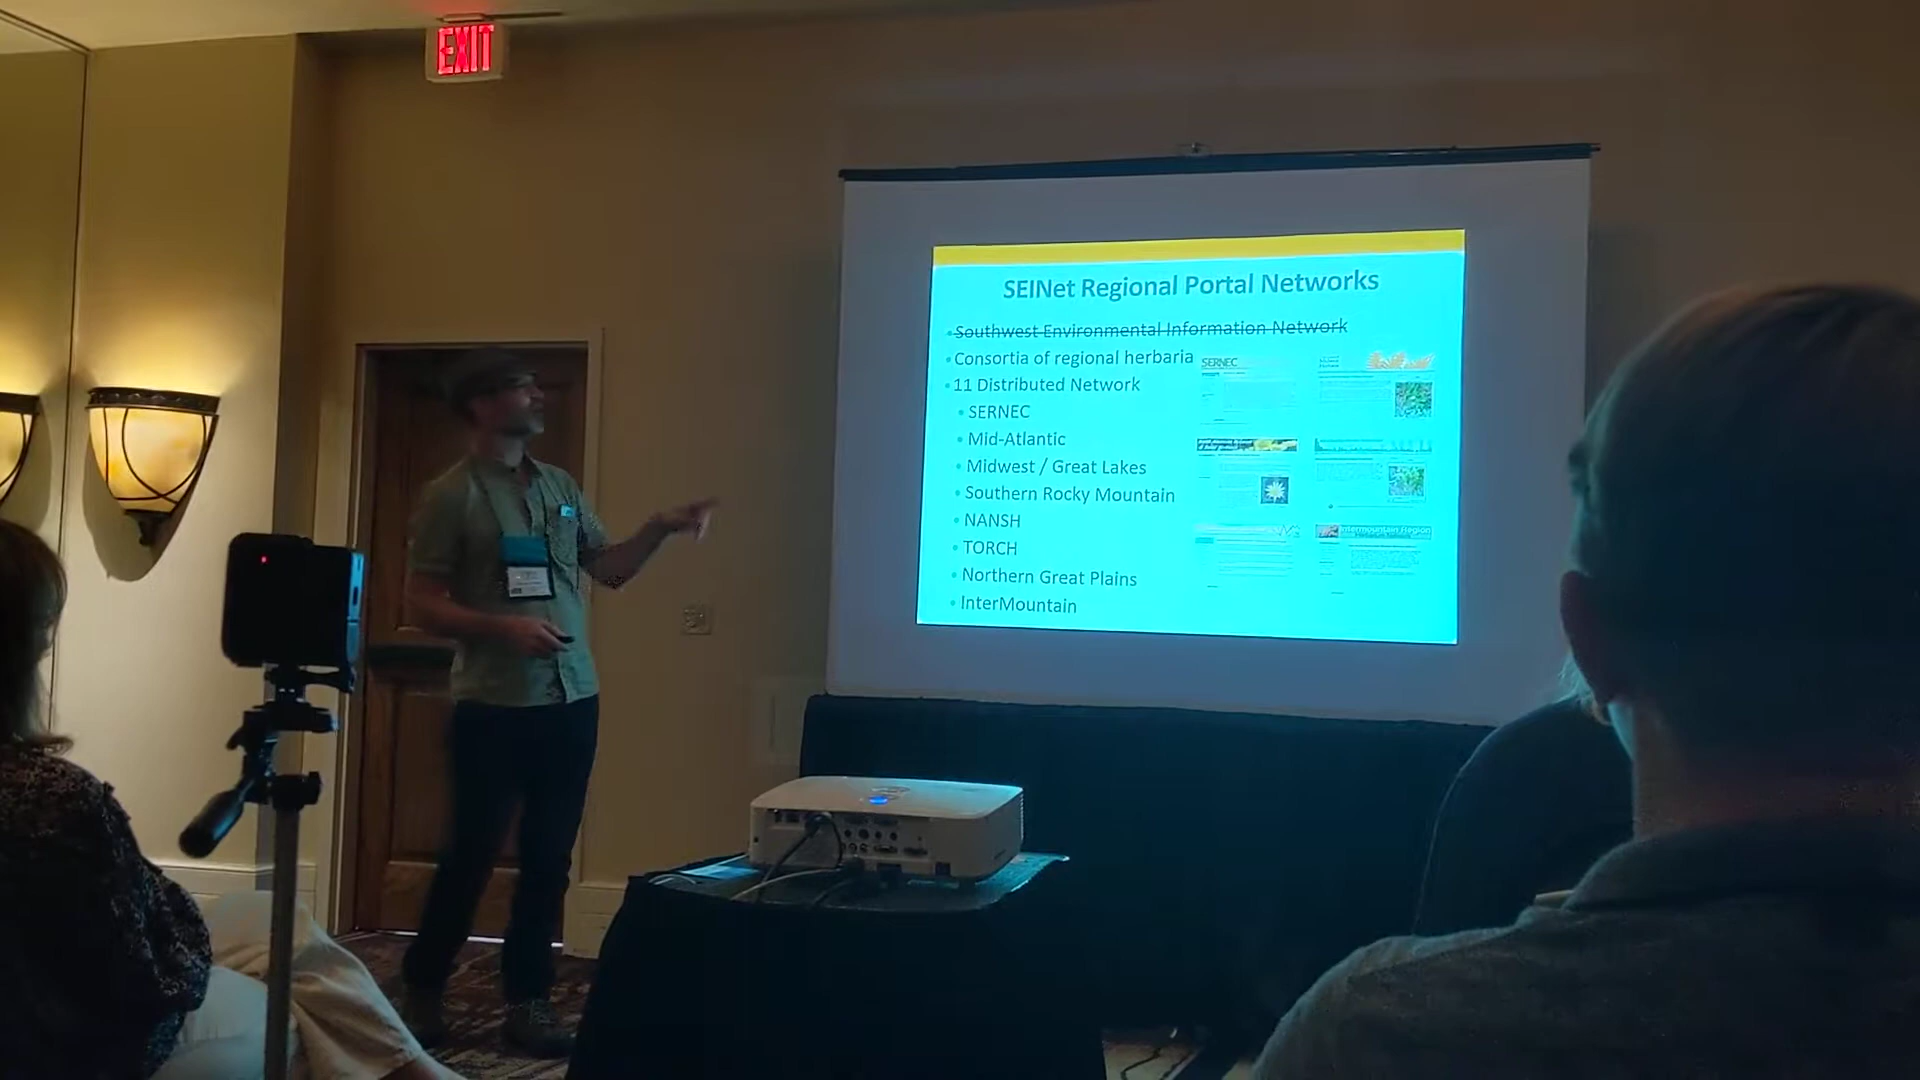 EXIT
SEINet Regional Portal Networks
• Southwest Environmental Information Network
• Consortia of regional herbaria
• 11 Distributed Network
• SERNEC
• Mid-Atlantic
• Midwest / Great Lakes
• Southern Rocky Mountain
• NANSH
• TORCH
• Northern Great Plains
• InterMountain
SERNEC
Intermountain Region